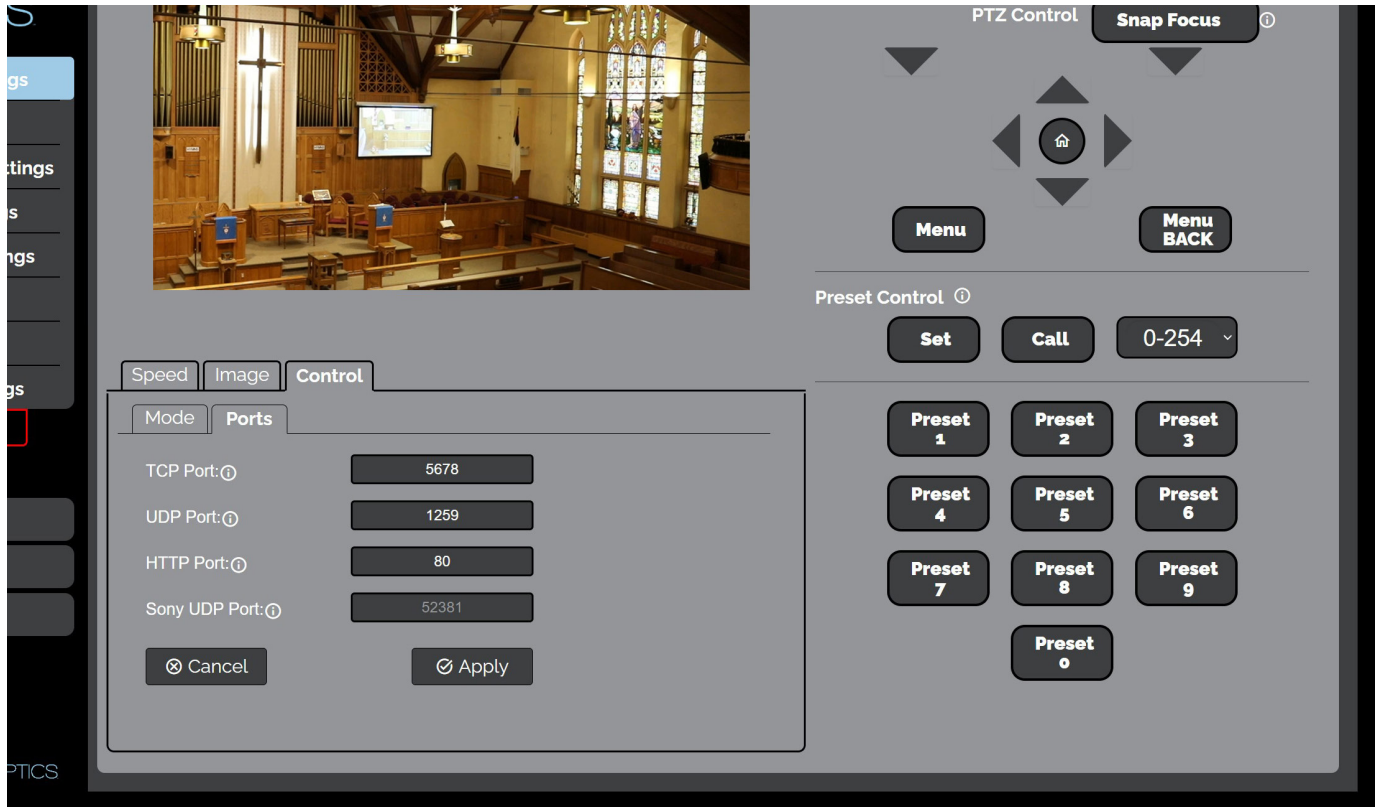 S
gs
ttings
s
ngs
gs
PTICS
PTZ Control
Snap Focus
Menu
Menu
BACK
Preset Control
Set
Call
0-254
Preset
1
Preset
2
Preset
3
Preset
4
Preset
5
Preset
6
Preset
7
Preset
8
Preset
9
Preset
0
Speed
Image
Control
Mode
Ports
TCP Port:
5678
UDP Port:
1259
HTTP Port:
80
Sony UDP Port:
52381
Cancel
Apply